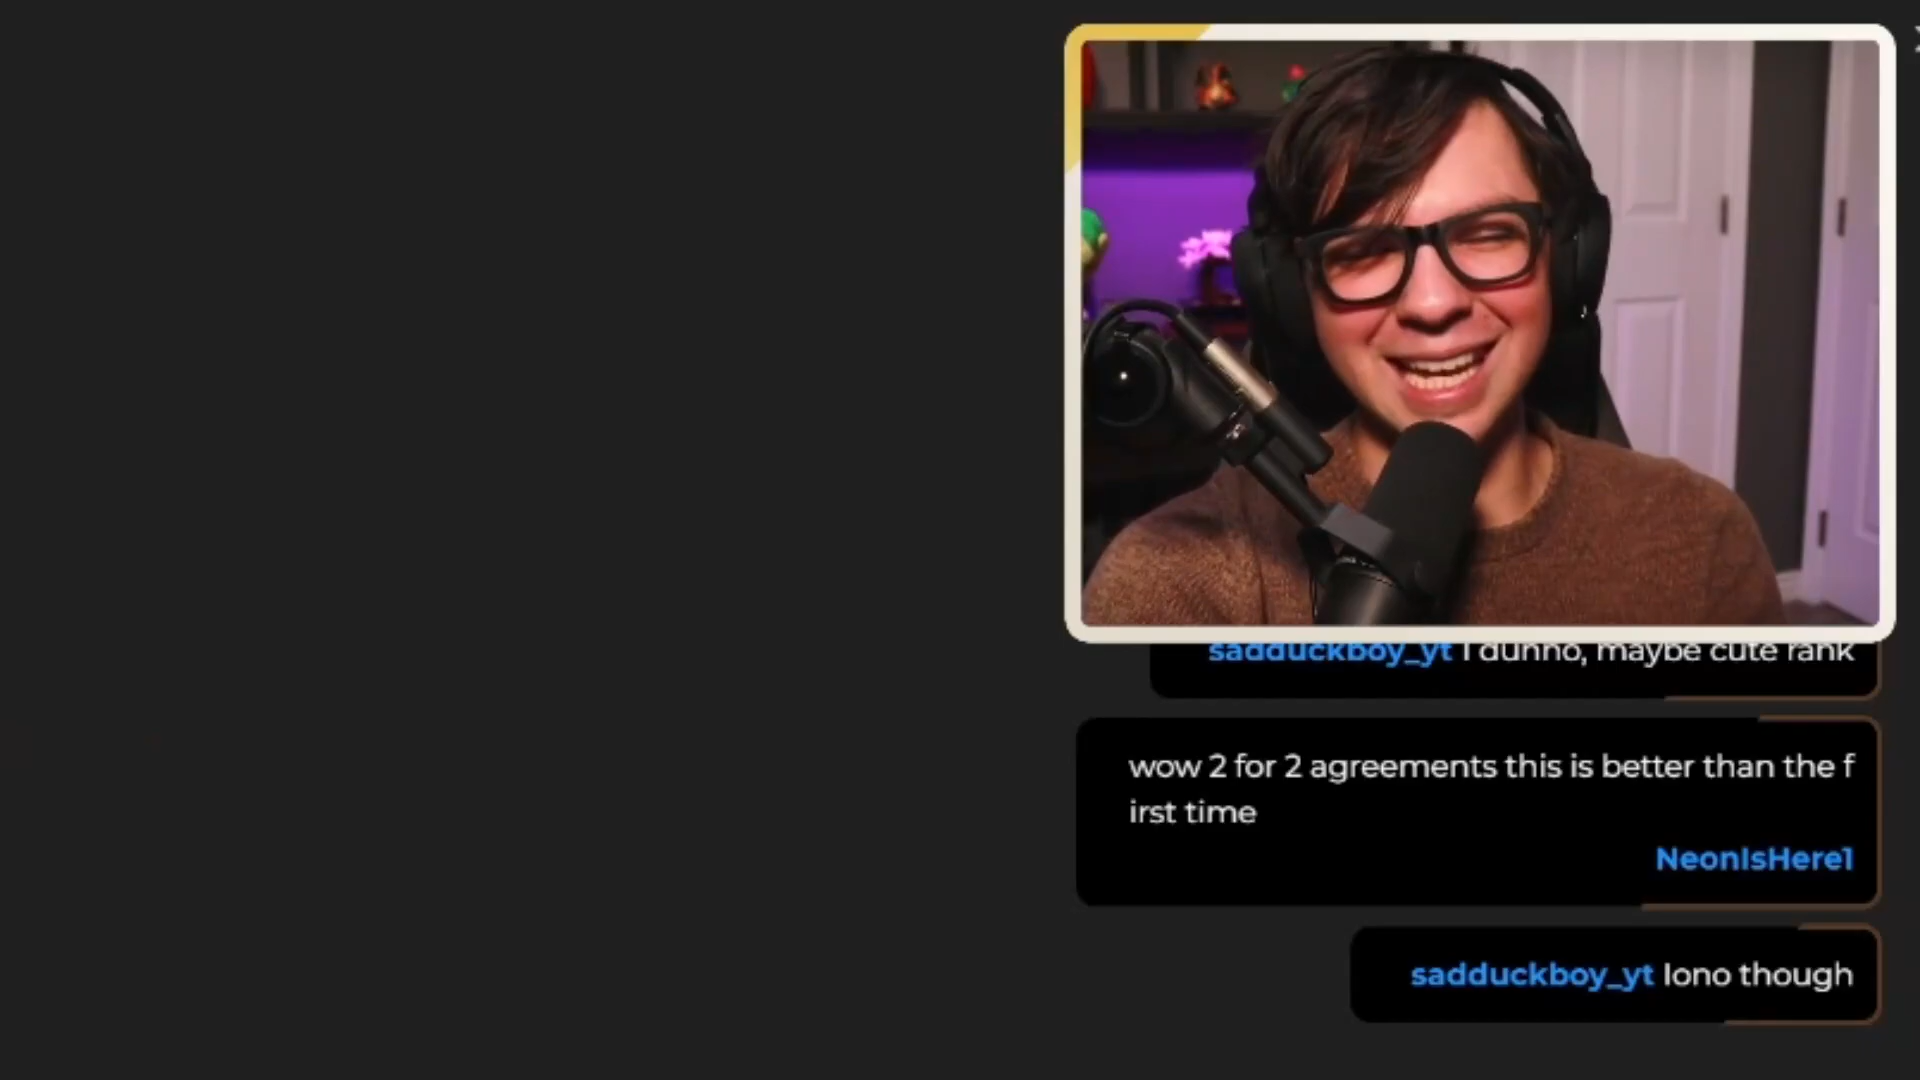 sadduckboy_yt I dunno, maybe cute rank
wow 2 for 2 agreements this is better than the f
irst time
NeonIsHere1
sadduckboy_yt Iono though